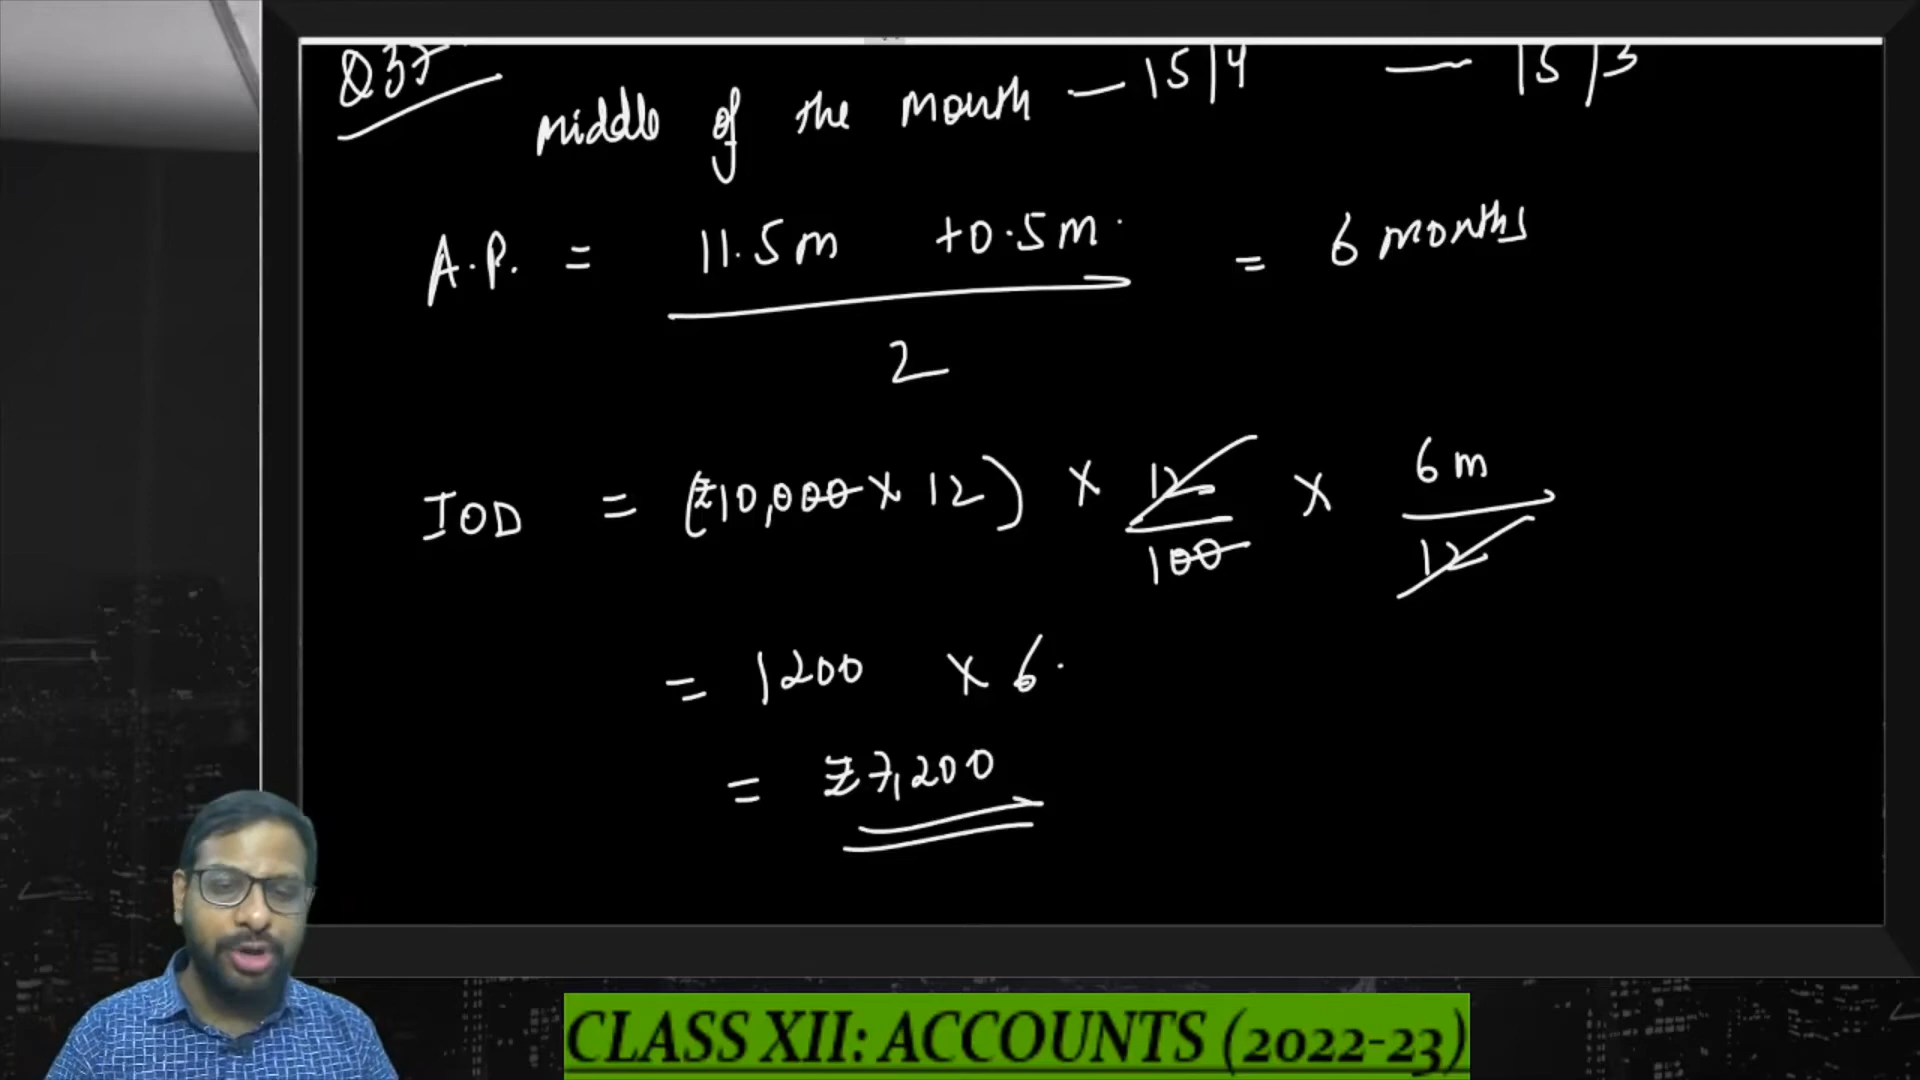 Q37
middle of the month — 15/4 — 15/3
A.P. = 11.5m +0.5m. = 6 months
2
IOD = (₹10,000 X 12) X 12 X 6m
100 12
= 1200 X 6.
= ₹7,200
CLASS XII: ACCOUNTS (2022-23)